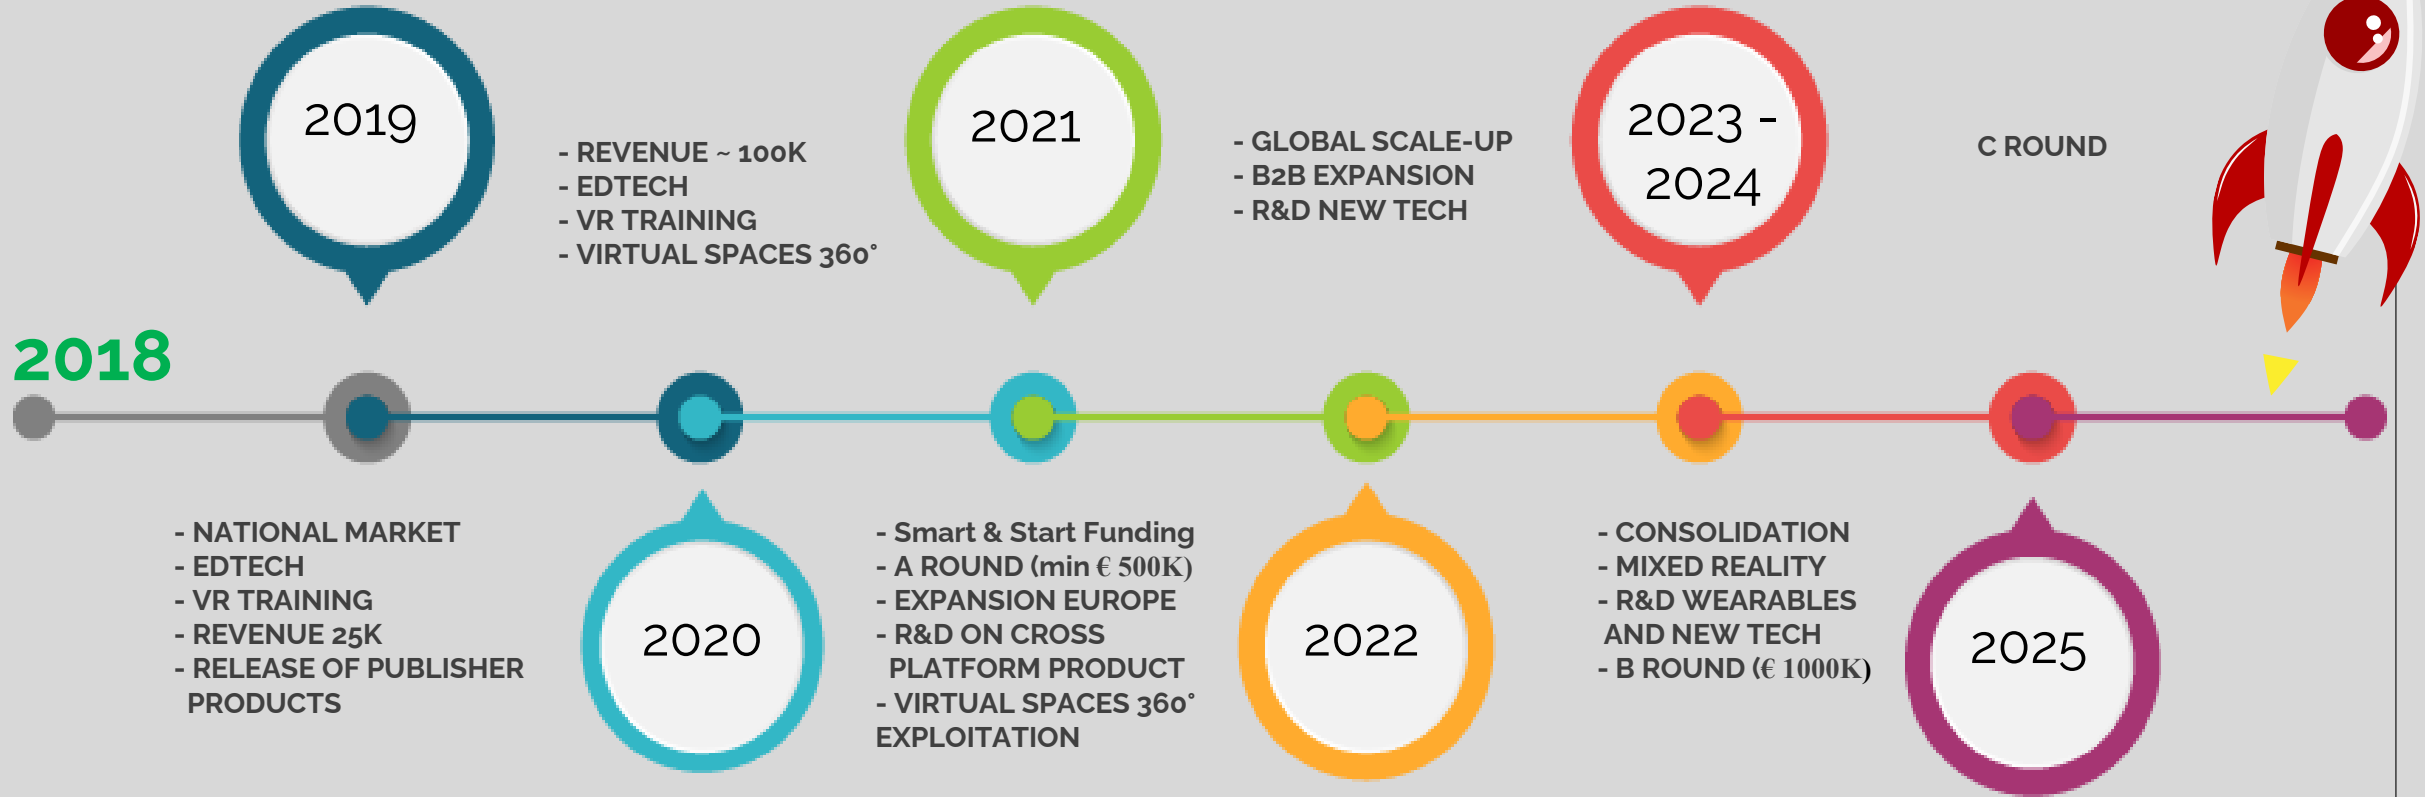 2018
2019
- NATIONAL MARKET
- EDTECH
- VR TRAINING
- REVENUE 25K
- RELEASE OF PUBLISHER
PRODUCTS
2020
- REVENUE ~ 100K
- EDTECH
- VR TRAINING
- VIRTUAL SPACES 360°
2021
- Smart & Start Funding
- A ROUND (min € 500K)
- EXPANSION EUROPE
- R&D ON CROSS
PLATFORM PRODUCT
- VIRTUAL SPACES 360°
EXPLOITATION
2022
- GLOBAL SCALE-UP
- B2B EXPANSION
- R&D NEW TECH
2023 -
2024
- CONSOLIDATION
- MIXED REALITY
- R&D WEARABLES
AND NEW TECH
- B ROUND (€ 1000K)
2025
C ROUND